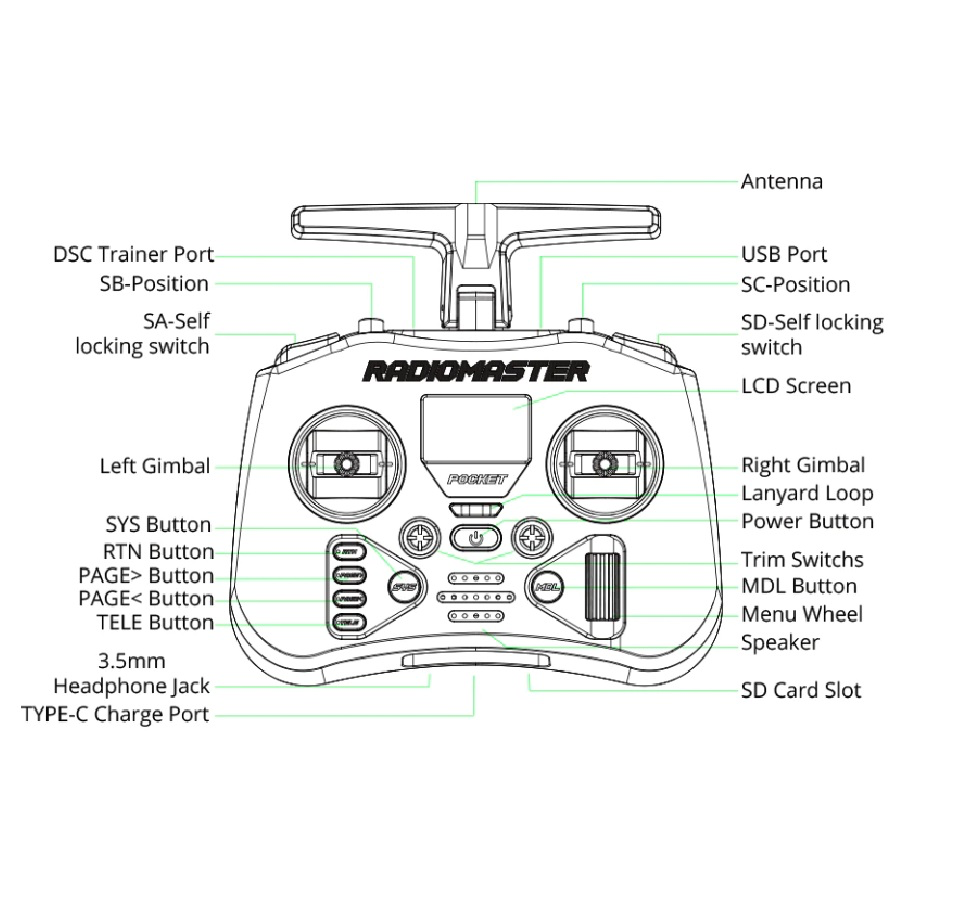 Antenna
DSC Trainer Port
USB Port
SB-Position
SC-Position
SA-Self
locking switch
SD-Self locking
switch
RADIOMASTER
LCD Screen
Left Gimbal
Right Gimbal
POCKET
Lanyard Loop
SYS Button
Power Button
RTN Button
RTN
Trim Switchs
PAGE> Button
SYS
MDL
MDL Button
PAGE< Button
TELE Button
TELE
Menu Wheel
Speaker
3.5mm
Headphone Jack
SD Card Slot
TYPE-C Charge Port